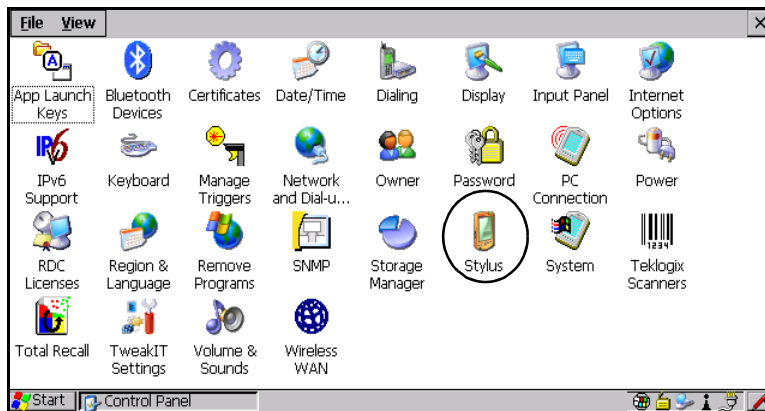 File View
App Launch Keys
Bluetooth Devices
Certificates
Date/Time
Dialing
Display
Input Panel
Internet Options
IPv6 Support
Keyboard
Manage Triggers
Network and Dial-u...
Owner
Password
PC Connection
Power
RDC Licenses
Region & Language
Remove Programs
SNMP
Storage Manager
Stylus
System
Teklogix Scanners
Total Recall
TweakIT Settings
Volume & Sounds
Wireless WAN
Start Control Panel